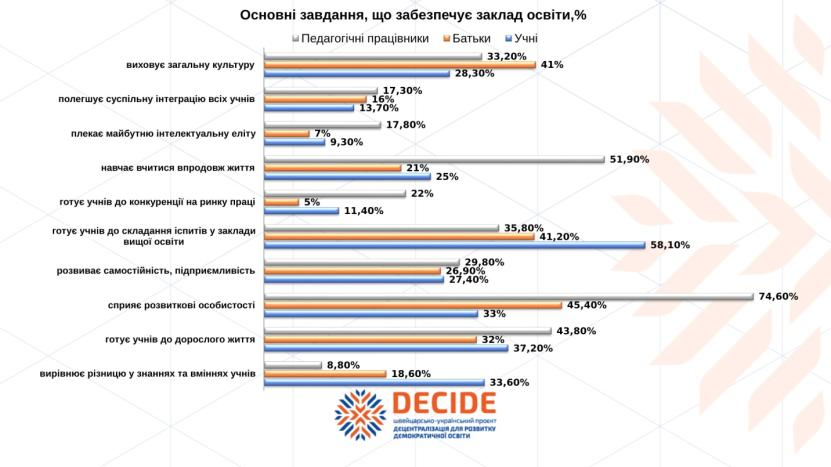 Основні завдання, що забезпечує заклад освіти,%
Педагогічні працівники Батьки Учні
виховує загальну культуру
33,20%
41%
28,30%
полегшує суспільну інтеграцію всіх учнів
17,30%
16%
13,70%
плекає майбутню інтелектуальну еліту
17,80%
7%
9,30%
навчає вчитися впродовж життя
51,90%
21%
25%
готує учнів до конкуренції на ринку праці
22%
5%
11,40%
готує учнів до складання іспитів у заклади
вищої освіти
35,80%
41,20%
58,10%
розвиває самостійність, підприємливість
29,80%
26,90%
27,40%
сприяє розвиткові особистості
74,60%
45,40%
33%
готує учнів до дорослого життя
43,80%
32%
37,20%
вирівнює різницю у знаннях та вміннях учнів
8,80%
18,60%
33,60%
DECIDE
швейцарсько-український проєкт
ДЕЦЕНТРАЛІЗАЦІЯ ДЛЯ РОЗВИТКУ
ДЕМОКРАТИЧНОЇ ОСВІТИ